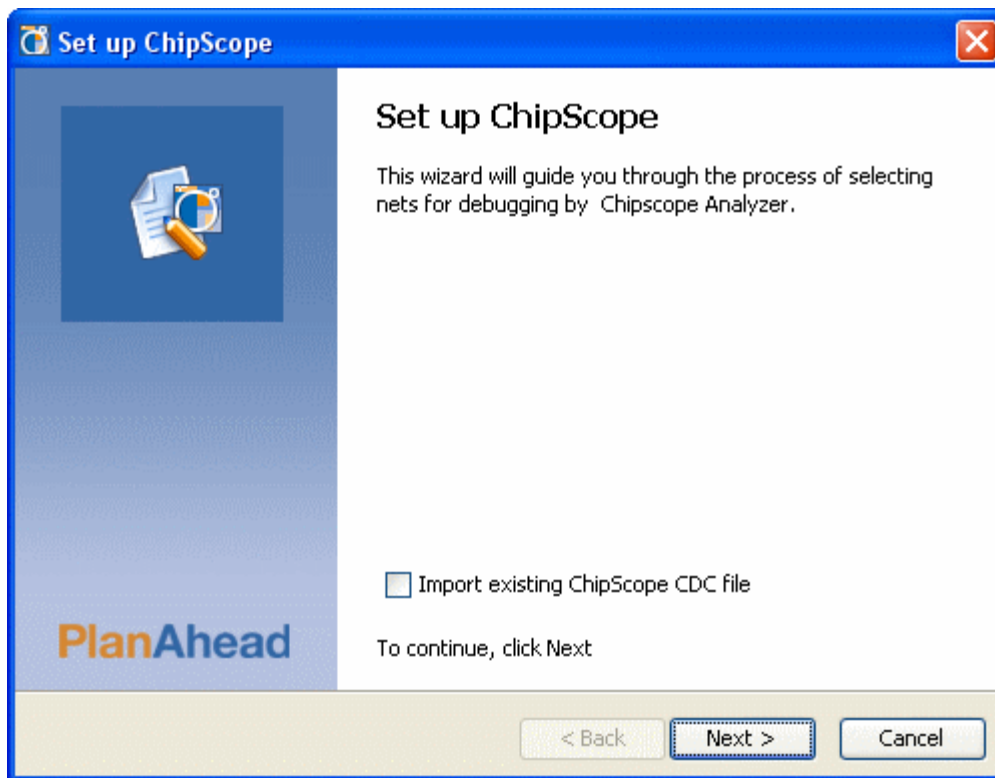 Set up ChipScope
Set up ChipScope
This wizard will guide you through the process of selecting
nets for debugging by  Chipscope Analyzer.
Import existing ChipScope CDC file
PlanAhead
To continue, click Next
< Back
Next >
Cancel